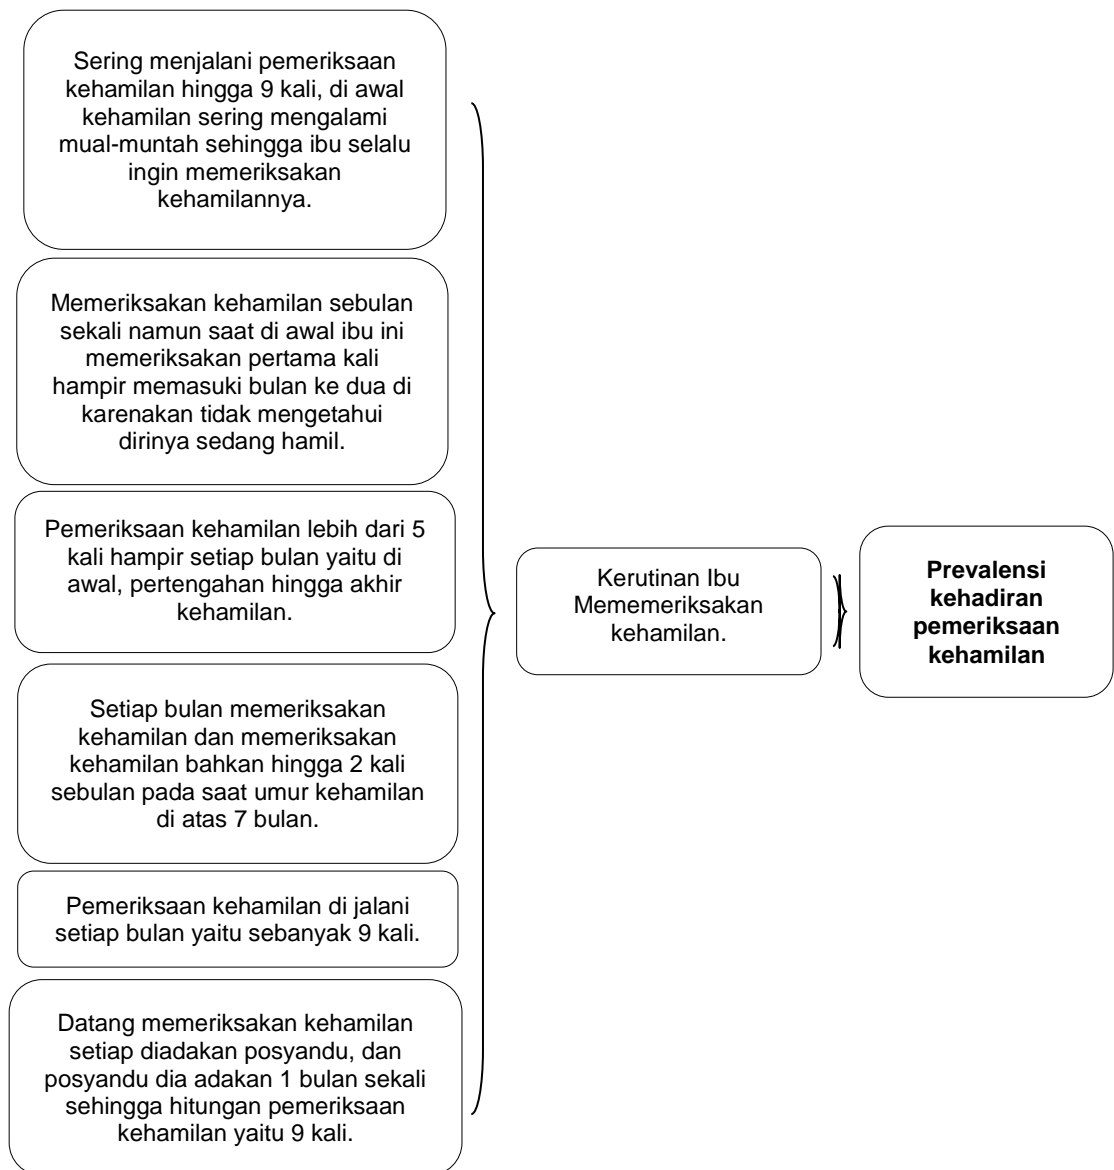 Sering menjalani pemeriksaan
kehamilan hingga 9 kali, di awal
kehamilan sering mengalami
mual-muntah sehingga ibu selalu
ingin memeriksakan
kehamilannya.
Memeriksakan kehamilan sebulan
sekali namun saat di awal ibu ini
memeriksakan pertama kali
hampir memasuki bulan ke dua di
karenakan tidak mengetahui
dirinya sedang hamil.
Pemeriksaan kehamilan lebih dari 5
kali hampir setiap bulan yaitu di
awal, pertengahan hingga akhir
kehamilan.
Setiap bulan memeriksakan
kehamilan dan memeriksakan
kehamilan bahkan hingga 2 kali
sebulan pada saat umur kehamilan
di atas 7 bulan.
Pemeriksaan kehamilan di jalani
setiap bulan yaitu sebanyak 9 kali.
Datang memeriksakan kehamilan
setiap diadakan posyandu, dan
posyandu dia adakan 1 bulan sekali
sehingga hitungan pemeriksaan
kehamilan yaitu 9 kali.
Kerutinan Ibu
Mememeriksakan
kehamilan.
Prevalensi
kehadiran
pemeriksaan
kehamilan